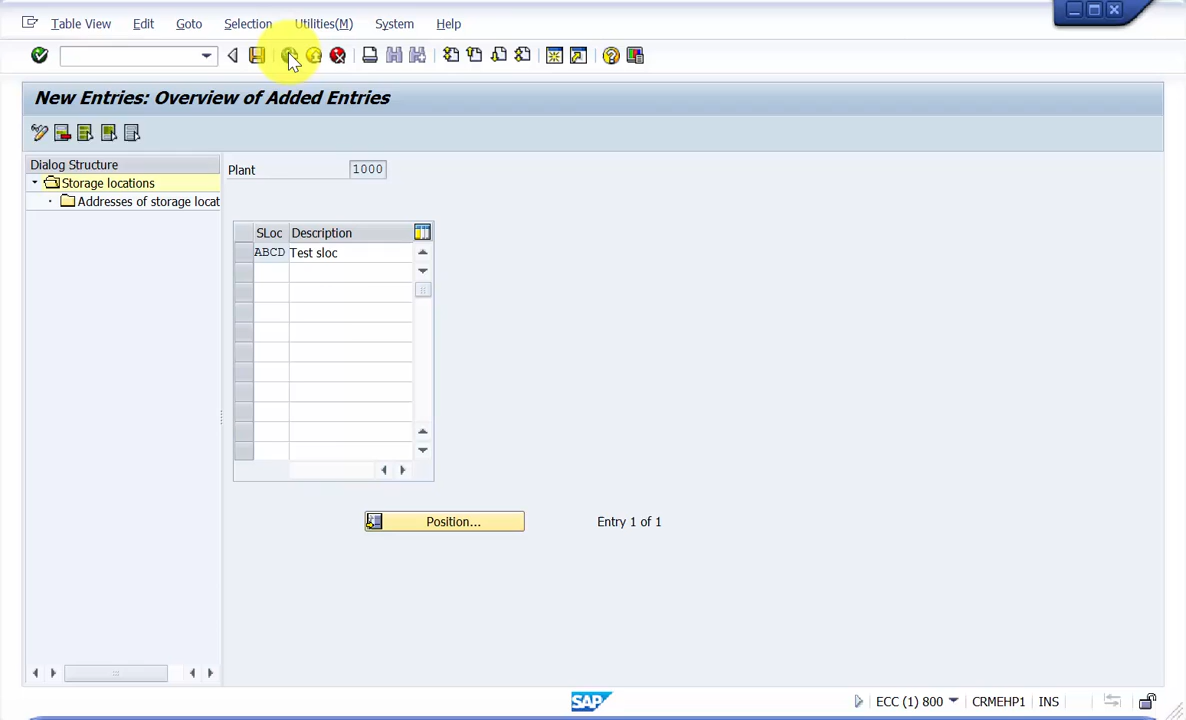 Table View Edit Goto Selection Utilities(M) System Help
New Entries: Overview of Added Entries
Dialog Structure
Storage locations
Addresses of storage locat
Plant 1000
SLoc Description
ABCD Test sloc
Position... Entry 1 of 1
SAP ECC (1) 800 CRMEHP1 INS